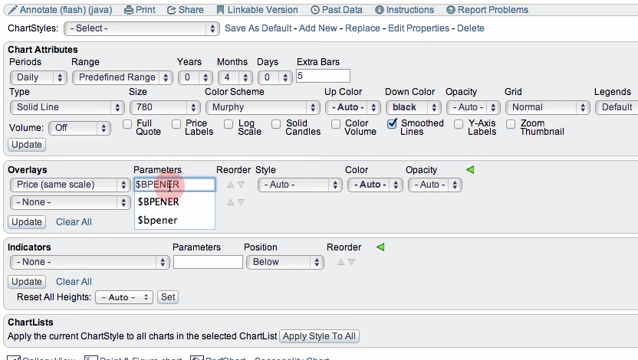 Annotate (flash) (java) Print Share Linkable Version Past Data Instructions Report Problems
ChartStyles: - Select - Save As Default - Add New - Replace - Edit Properties - Delete
Chart Attributes
Periods Range Years Months Days Extra Bars
Daily Predefined Range 0 4 0 5
Type Size Color Scheme Up Color Down Color Opacity Grid Legends
Solid Line 780 Murphy - Auto - black - Auto - Normal Default
Volume: Off Full Quote Price Labels Log Scale Solid Candles Color Volume Smoothed Lines Y-Axis Labels Zoom Thumbnail
Update
Overlays Parameters Reorder Style Color Opacity
Price (same scale) $BPENER - Auto - - Auto - - Auto -
- None - $BPENER
Update Clear All $bpener
Indicators Parameters Position Reorder
- None - Below
Update Clear All
Reset All Heights: - Auto - Set
ChartLists
Apply the current ChartStyle to all charts in the selected ChartList Apply Style To All